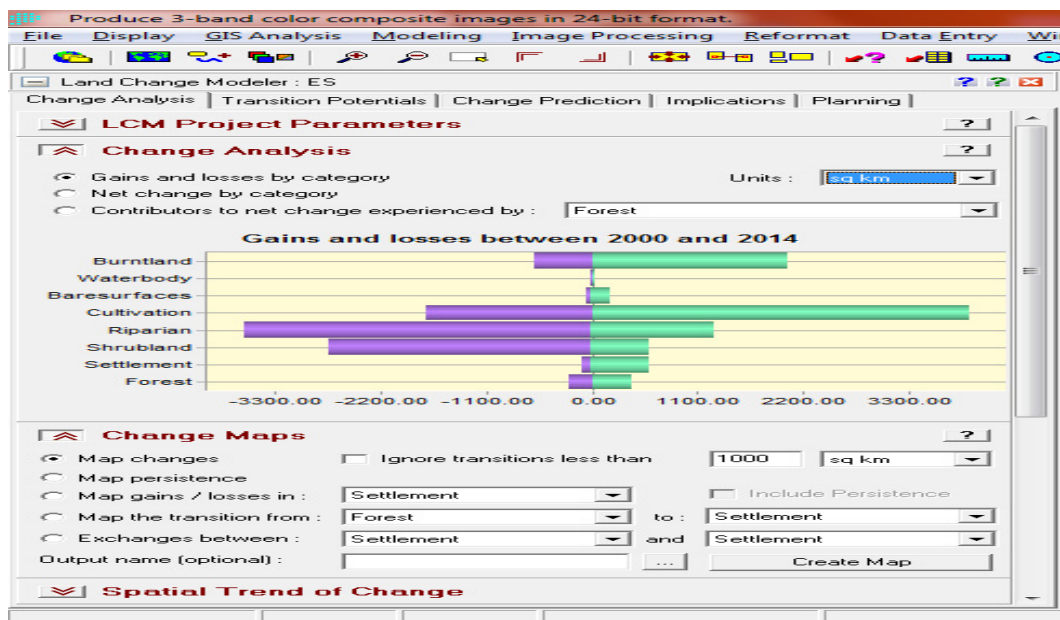 Produce 3-band color composite images in 24-bit format.
File Display GIS Analysis Modeling Image Processing Reformat Data Entry Wi
Land Change Modeler : ES
Change Analysis Transition Potentials Change Prediction Implications Planning
LCM Project Parameters ?
Change Analysis ?
Gains and losses by category Units : sq km
Net change by category
Contributors to net change experienced by : Forest
Gains and losses between 2000 and 2014
Burntland
Waterbody
Baresurfaces
Cultivation
Riparian
Shrubland
Settlement
Forest
-3300.00 -2200.00 -1100.00 0.00 1100.00 2200.00 3300.00
Change Maps ?
Map changes Ignore transitions less than 1000 sq km
Map persistence
Map gains / losses in : Settlement Include Persistence
Map the transition from : Forest to : Settlement
Exchanges between : Settlement and Settlement
Output name (optional) : ... Create Map
Spatial Trend of Change